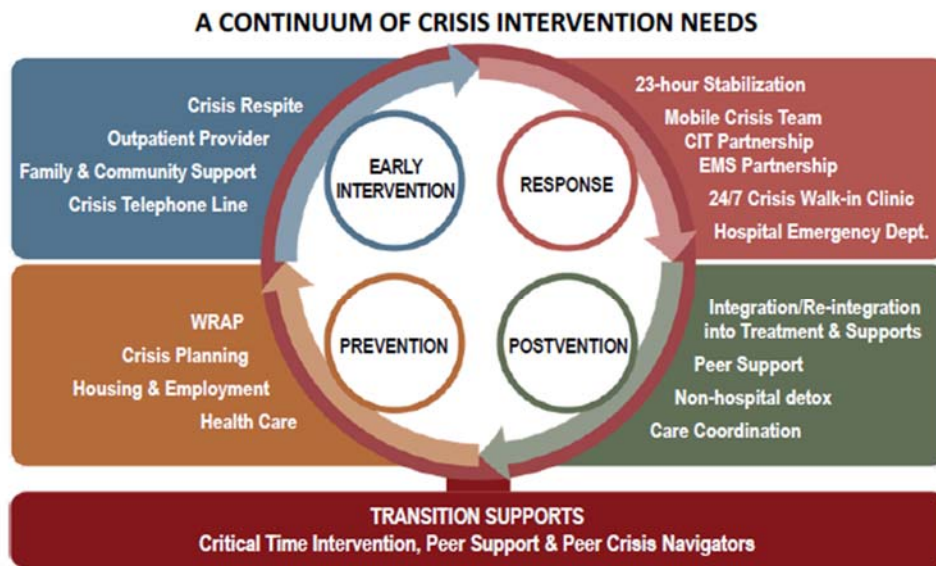 A CONTINUUM OF CRISIS INTERVENTION NEEDS
Crisis Respite
Outpatient Provider
Family & Community Support
Crisis Telephone Line
EARLY
INTERVENTION
RESPONSE
23-hour Stabilization
Mobile Crisis Team
CIT Partnership
EMS Partnership
24/7 Crisis Walk-in Clinic
Hospital Emergency Dept.
WRAP
Crisis Planning
Housing & Employment
Health Care
PREVENTION
POSTVENTION
Integration/Re-integration
into Treatment & Supports
Peer Support
Non-hospital detox
Care Coordination
TRANSITION SUPPORTS
Critical Time Intervention, Peer Support & Peer Crisis Navigators